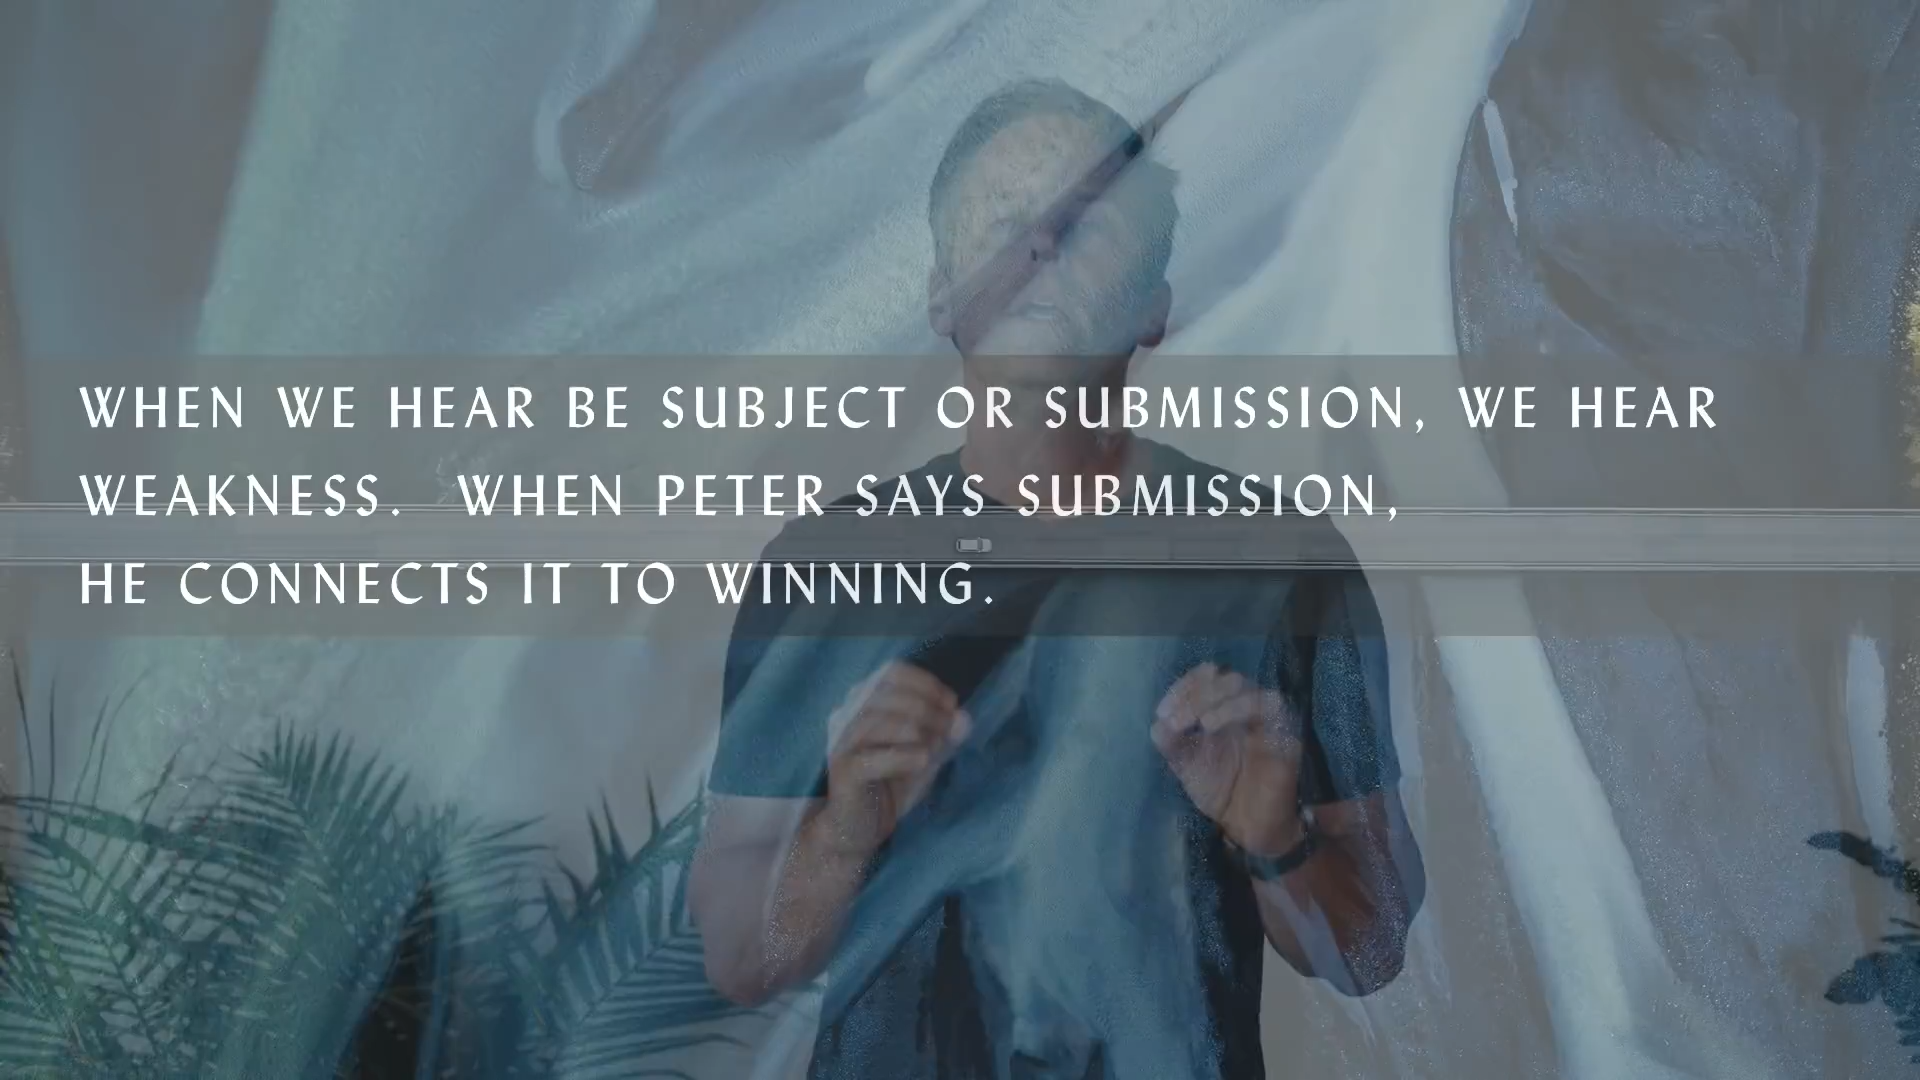 WHEN WE HEAR BE SUBJECT OR SUBMISSION, WE HEAR
WEAKNESS. WHEN PETER SAYS SUBMISSION,
HE CONNECTS IT TO WINNING.